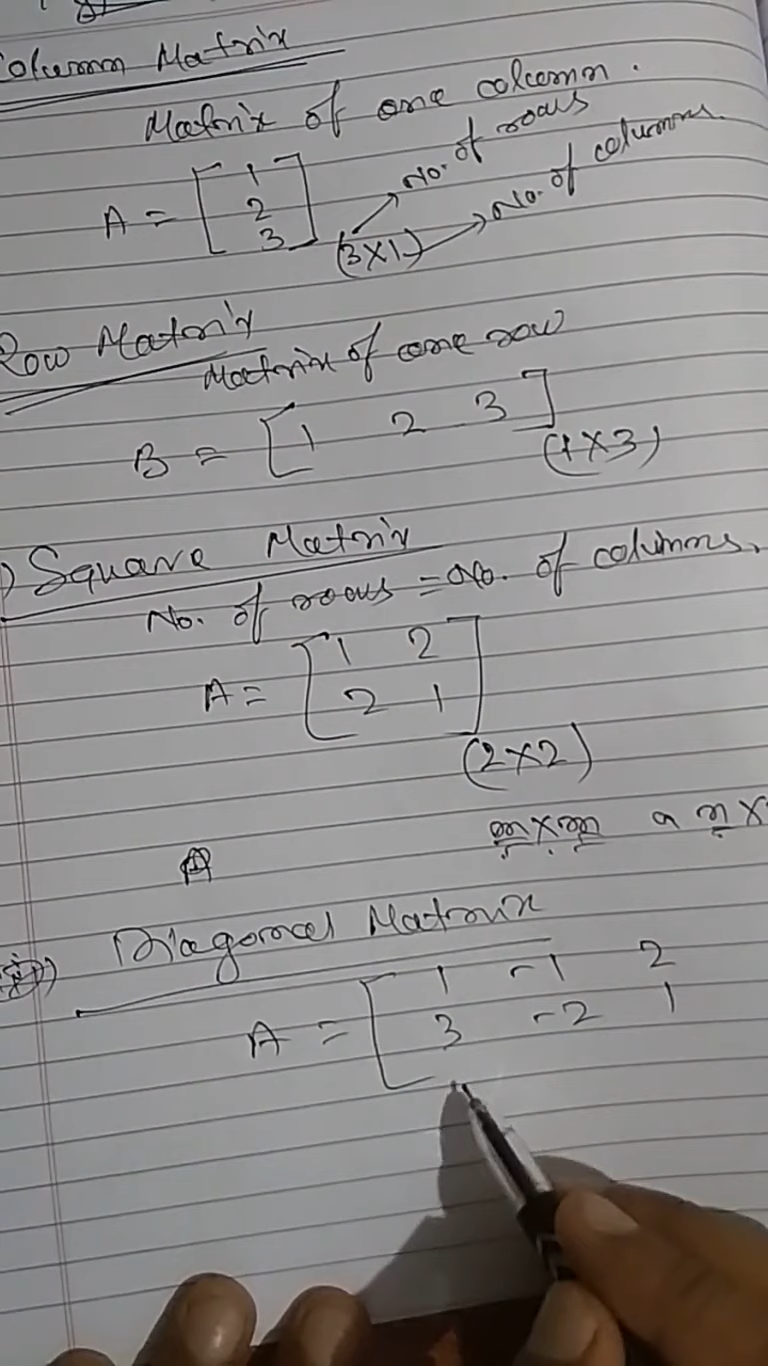 olumn Matrix
Matrix of one column.
A = [ 1
2
3 ] (3×1)
No. of rows
No. of columns.
Row Matrix
Matrix of one row
B = [ 1 2 3 ] (1×3)
) Square Matrix
No. of rows = No. of columns.
A = [ 1 2
2 1 ] (2×2)
m×m n×
Diagonal Matrix
A = [ 1 -1 2
3 -2 1